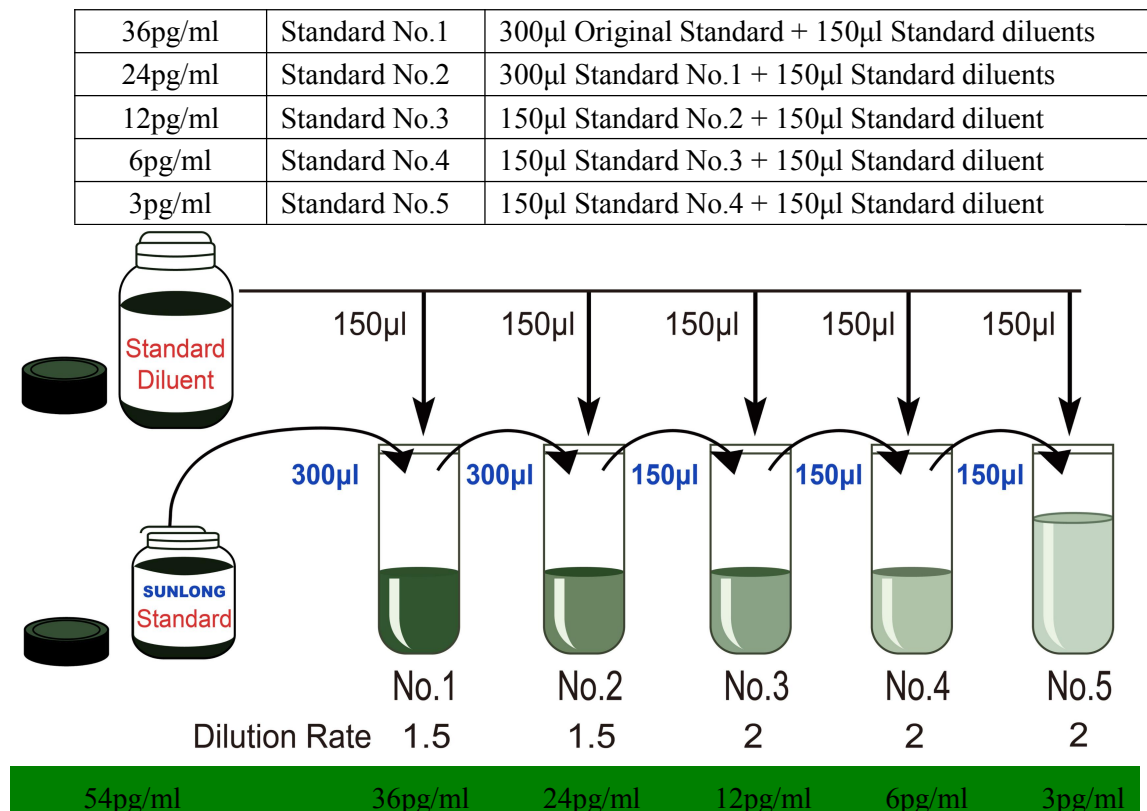 36pg/ml Standard No.1 300μl Original Standard + 150μl Standard diluents
24pg/ml Standard No.2 300μl Standard No.1 + 150μl Standard diluents
12pg/ml Standard No.3 150μl Standard No.2 + 150μl Standard diluent
6pg/ml Standard No.4 150μl Standard No.3 + 150μl Standard diluent
3pg/ml Standard No.5 150μl Standard No.4 + 150μl Standard diluent
150μl 150μl 150μl 150μl 150μl
Standard
Diluent
300μl 300μl 150μl 150μl 150μl
SUNLONG
Standard
No.1 No.2 No.3 No.4 No.5
Dilution Rate 1.5 1.5 2 2 2
54pg/ml 36pg/ml 24pg/ml 12pg/ml 6pg/ml 3pg/ml